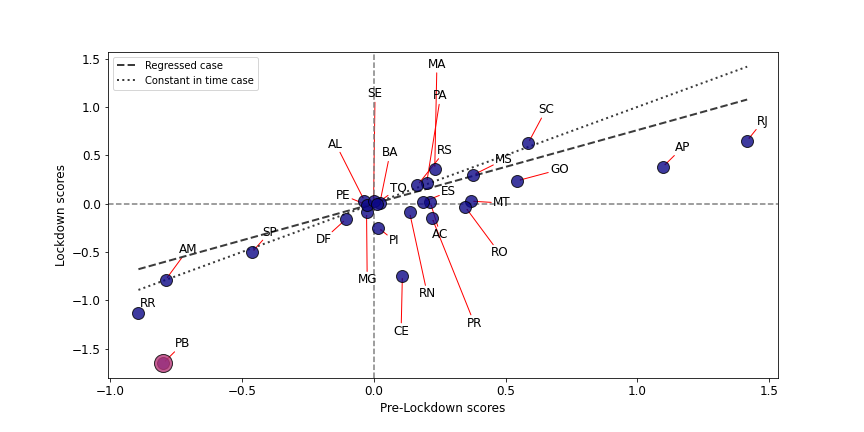 Regressed case
Constant in time case
MA
PA
SE
SC
RJ
AL
BA
RS
AP
MS
GO
PE
TO
ES
MT
DF
PI
AC
RO
AM
SP
MG
RN
RR
CE
PR
PB
1.5
1.0
0.5
0.0
−0.5
−1.0
−1.5
Lockdown scores
−1.0
−0.5
0.0
0.5
1.0
1.5
Pre-Lockdown scores